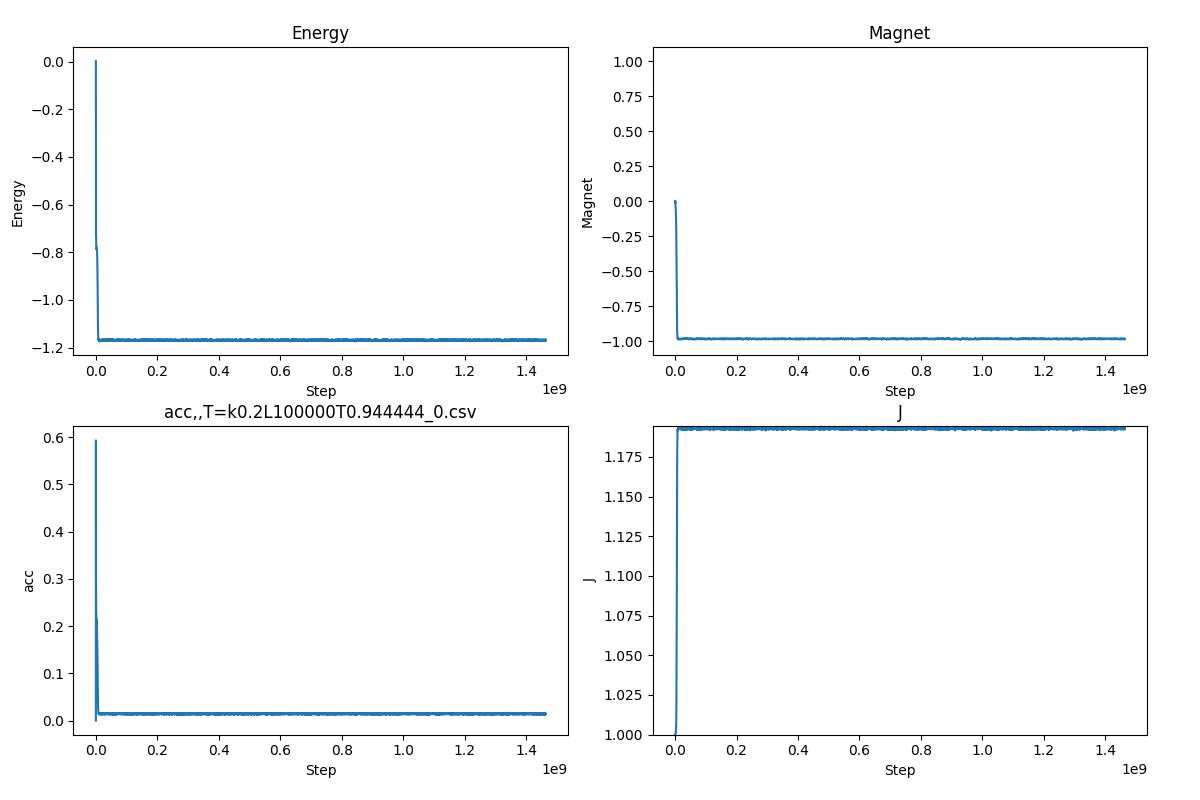 Energy
Energy
0.0
−0.2
−0.4
−0.6
−0.8
−1.0
−1.2
0.0 0.2 0.4 0.6 0.8 1.0 1.2 1.4
1e9
Step
Magnet
Magnet
1.00
0.75
0.50
0.25
0.00
−0.25
−0.50
−0.75
−1.00
0.0 0.2 0.4 0.6 0.8 1.0 1.2 1.4
1e9
Step
acc,,T=k0.2L100000T0.944444_0.csv
acc
0.6
0.5
0.4
0.3
0.2
0.1
0.0
0.0 0.2 0.4 0.6 0.8 1.0 1.2 1.4
1e9
Step
J
J
1.175
1.150
1.125
1.100
1.075
1.050
1.025
1.000
0.0 0.2 0.4 0.6 0.8 1.0 1.2 1.4
1e9
Step